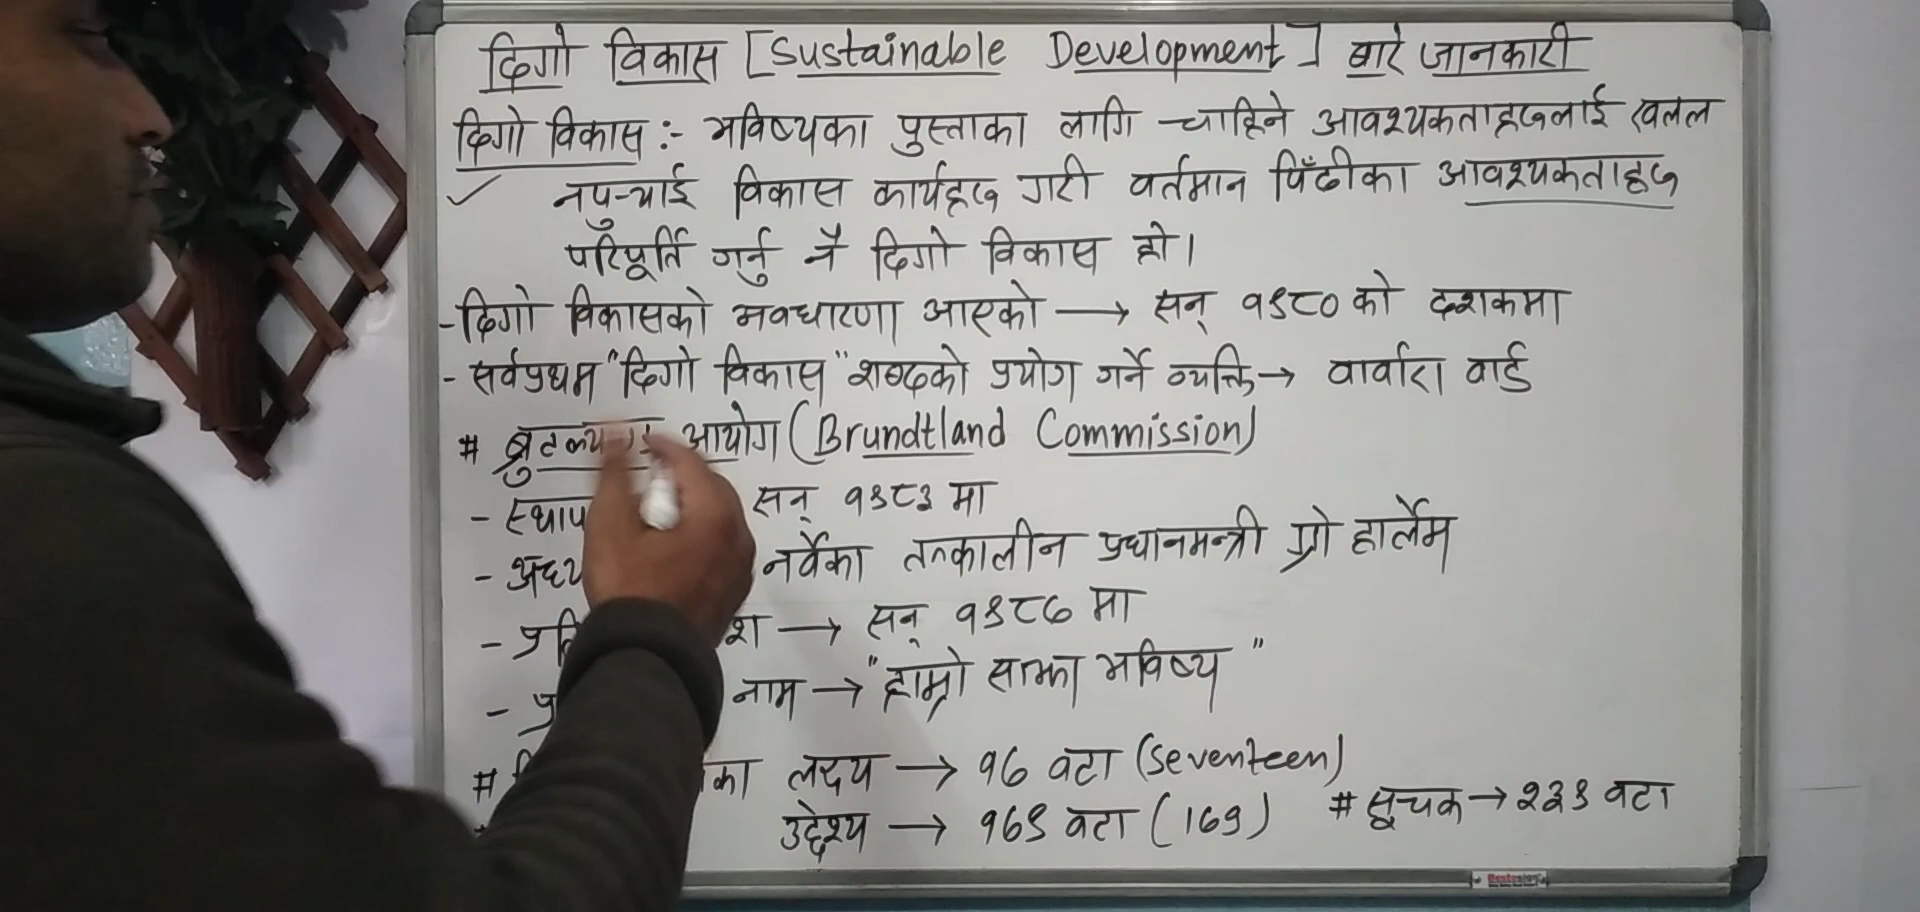 दिगो विकास [Sustainable Development] बारे जानकारी
दिगो विकास :- भविष्यका पुस्ताका लागि चाहिने आवश्यकताहरूलाई खलल
नपुर्‍याई विकास कार्यहरू गरी वर्तमान पिँढीका आवश्यकताहरू
परिपूर्ति गर्नु नै दिगो विकास हो।
- दिगो विकासको अवधारणा आएको → सन् १९८० को दशकमा
- सर्वप्रथम "दिगो विकास" शब्दको प्रयोग गर्ने व्यक्ति → वार्वारा वार्ड
# आयोग (Brundtland Commission)
- सन् १९८३ मा
- नर्वेका तत्कालीन प्रधानमन्त्री ग्रो हार्लेम
- → सन् १९८७ मा
- नाम → "हाम्रो साझा भविष्य"
# का लक्ष्य → १७ वटा (Seventeen)
उद्देश्य → १६९ वटा (169) # सूचक → २३१ वटा